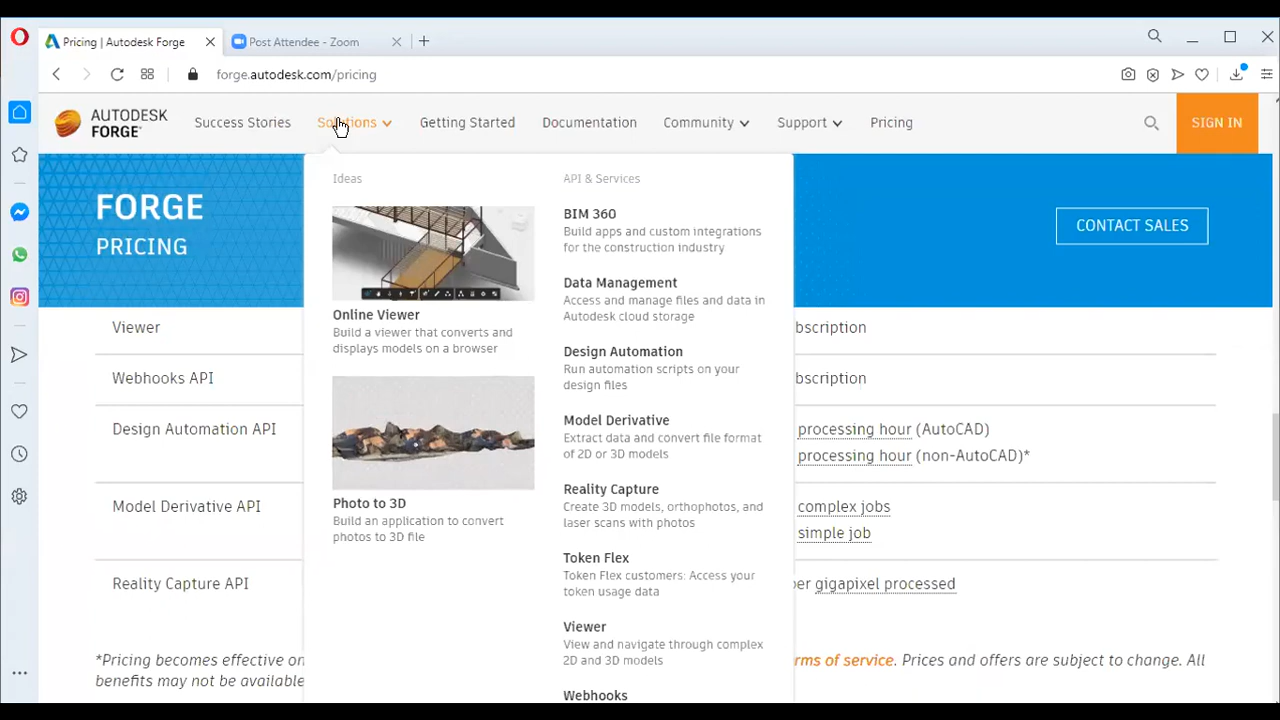 Pricing | Autodesk Forge
Post Attendee - Zoom
forge.autodesk.com/pricing
AUTODESK
FORGE
Success Stories
Solutions
Getting Started
Documentation
Community
Support
Pricing
SIGN IN
FORGE
PRICING
CONTACT SALES
Ideas
Online Viewer
Build a viewer that converts and
displays models on a browser
Photo to 3D
Build an application to convert
photos to 3D file
API & Services
BIM 360
Build apps and custom integrations
for the construction industry
Data Management
Access and manage files and data in
Autodesk cloud storage
Design Automation
Run automation scripts on your
design files
Model Derivative
Extract data and convert file format
of 2D or 3D models
Reality Capture
Create 3D models, orthophotos, and
laser scans with photos
Token Flex
Token Flex customers: Access your
token usage data
Viewer
View and navigate through complex
2D and 3D models
Webhooks
Viewer
bscription
Webhooks API
bscription
Design Automation API
processing hour (AutoCAD)
processing hour (non-AutoCAD)*
Model Derivative API
complex jobs
simple job
Reality Capture API
per gigapixel processed
*Pricing becomes effective on
rms of service. Prices and offers are subject to change. All
benefits may not be available